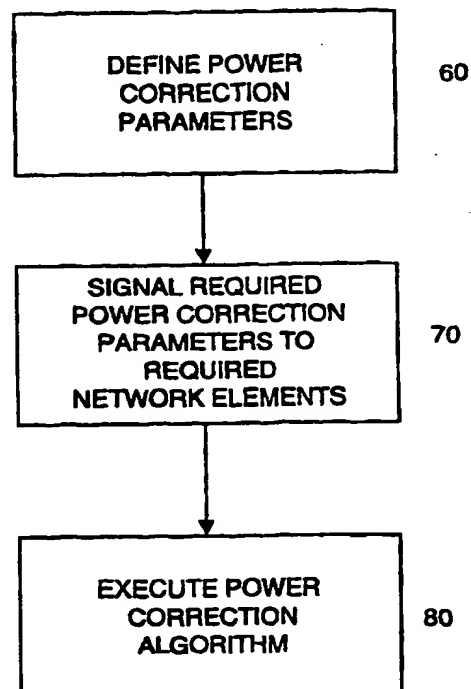 DEFINE POWER
CORRECTION
PARAMETERS
60
SIGNAL REQUIRED
POWER CORRECTION
PARAMETERS TO
REQUIRED
NETWORK ELEMENTS
70
EXECUTE POWER
CORRECTION
ALGORITHM
80